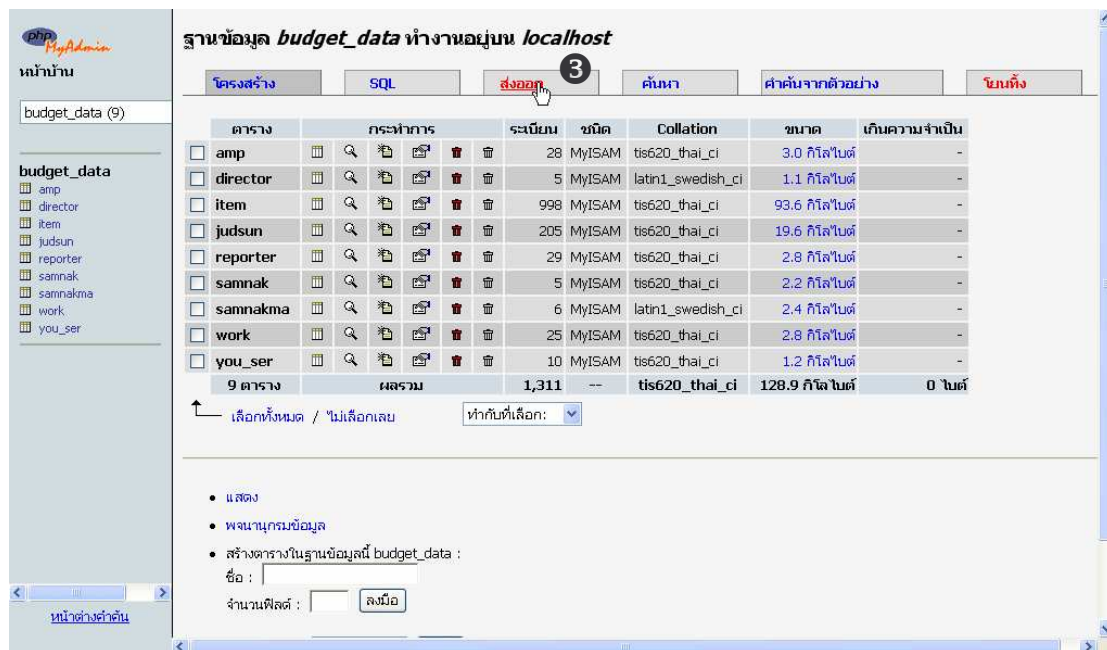 php
MyAdmin
หน้าบ้าน
budget_data (9)
budget_data
amp
director
item
judsun
reporter
samnak
samnakma
work
you_ser
หน้าต่างคำค้น
ฐานข้อมูล budget_data ทำงานอยู่บน localhost
3
โครงสร้าง SQL ส่งออก ค้นหา คำค้นจากตัวอย่าง โยนทิ้ง
ตาราง กระทำการ ระเบียน ชนิด Collation ขนาด เกินความจำเป็น
amp 28 MyISAM tis620_thai_ci 3.0 กิโลไบต์ -
director 5 MyISAM latin1_swedish_ci 1.1 กิโลไบต์ -
item 998 MyISAM tis620_thai_ci 93.6 กิโลไบต์ -
judsun 205 MyISAM tis620_thai_ci 19.6 กิโลไบต์ -
reporter 29 MyISAM tis620_thai_ci 2.8 กิโลไบต์ -
samnak 5 MyISAM tis620_thai_ci 2.2 กิโลไบต์ -
samnakma 6 MyISAM latin1_swedish_ci 2.4 กิโลไบต์ -
work 25 MyISAM tis620_thai_ci 2.8 กิโลไบต์ -
you_ser 10 MyISAM tis620_thai_ci 1.2 กิโลไบต์ -
9 ตาราง ผลรวม 1,311 -- tis620_thai_ci 128.9 กิโลไบต์ 0 ไบต์
เลือกทั้งหมด / ไม่เลือกเลย ทำกับที่เลือก:
แสดง
พจนานุกรมข้อมูล
สร้างตารางในฐานข้อมูลนี้ budget_data :
ชื่อ :
จำนวนฟิลด์ : ลงมือ